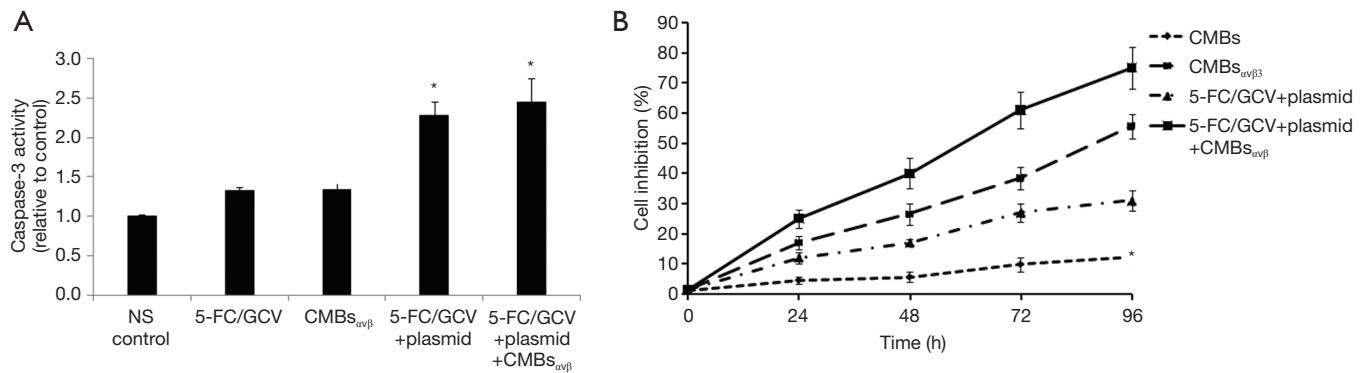 A
Caspase-3 activity
(relative to control)
3.0
2.5
2.0
1.5
1.0
0.5
0.0
*
*
NS
control
5-FC/GCV
CMBsαvβ
5-FC/GCV
+plasmid
5-FC/GCV
+plasmid
+CMBsαvβ
B
Cell inhibition (%)
90
80
70
60
50
40
30
20
10
0
*
0
24
48
72
96
Time (h)
CMBs
CMBsαvβ3
5-FC/GCV+plasmid
5-FC/GCV+plasmid
+CMBsαvβ